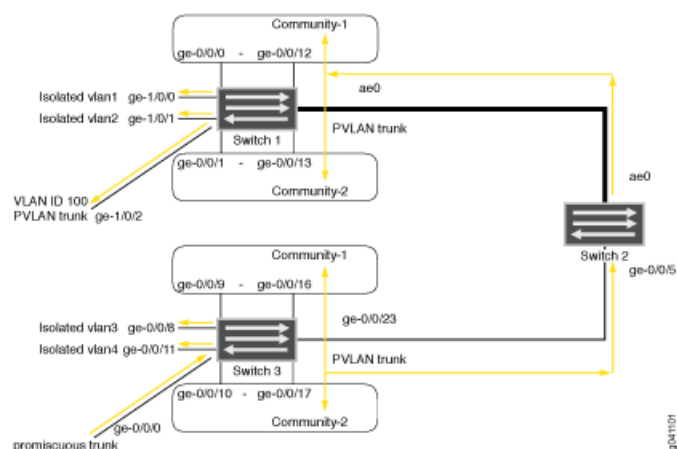 Community-1
ge-0/0/0 - ge-0/0/12
ae0
Isolated vlan1 ge-1/0/0
Isolated vlan2 ge-1/0/1
PVLAN trunk
Switch 1
ge-0/0/1 - ge-0/0/13
ae0
Community-2
VLAN ID 100
PVLAN trunk ge-1/0/2
Switch 2
Community-1
ge-0/0/5
ge-0/0/9 - ge-0/0/16
ge-0/0/23
Isolated vlan3 ge-0/0/8
Isolated vlan4 ge-0/0/11
PVLAN trunk
Switch 3
ge-0/0/10 - ge-0/0/17
Community-2
ge-0/0/0
promiscuous trunk
g041101